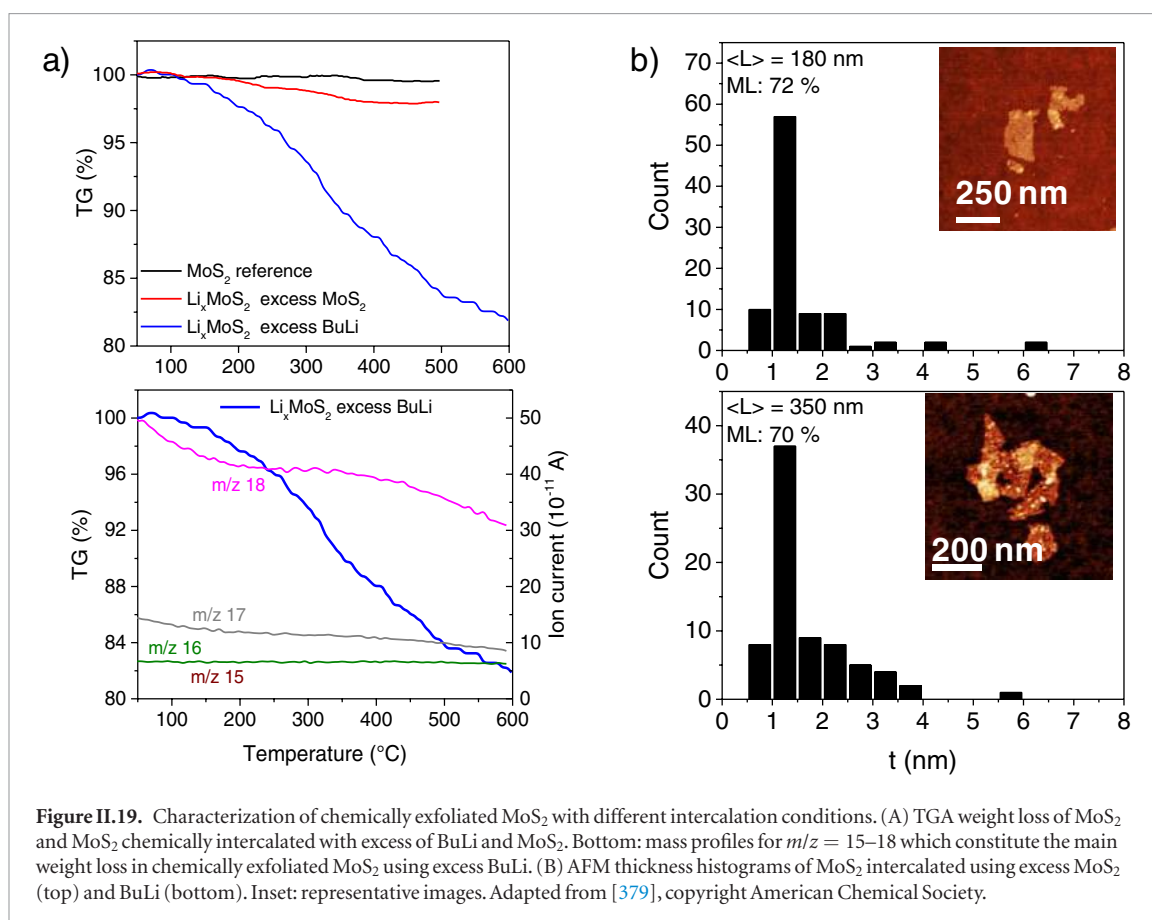 a)
100
95
90
85
80
TG (%)
MoS₂ reference
LiₓMoS₂ excess MoS₂
LiₓMoS₂ excess BuLi
100 200 300 400 500 600
Li₍ₓ₎MoS₂ excess BuLi
100
96
92
88
84
80
TG (%)
m/z 18
m/z 17
m/z 16
m/z 15
50
40
30
20
10
0
Ion current (10⁻¹¹ A)
100 200 300 400 500 600
Temperature (°C)
b)
<L> = 180 nm
ML: 72 %
70
60
50
40
30
20
10
0
Count
250 nm
0 1 2 3 4 5 6 7 8
<L> = 350 nm
ML: 70 %
40
30
20
10
0
Count
200 nm
0 1 2 3 4 5 6 7 8
t (nm)
Figure II.19. Characterization of chemically exfoliated MoS₂ with different intercalation conditions. (A) TGA weight loss of MoS₂
and MoS₂ chemically intercalated with excess of BuLi and MoS₂. Bottom: mass profiles for m/z = 15–18 which constitute the main
weight loss in chemically exfoliated MoS₂ using excess BuLi. (B) AFM thickness histograms of MoS₂ intercalated using excess MoS₂
(top) and BuLi (bottom). Inset: representative images. Adapted from [379], copyright American Chemical Society.